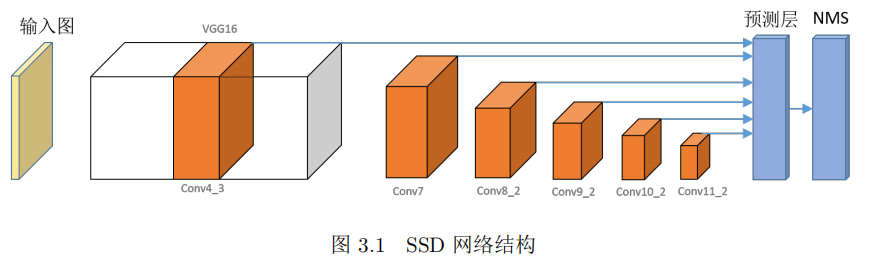 输入图
VGG16
预测层
NMS
Conv4_3
Conv7
Conv8_2
Conv9_2
Conv10_2
Conv11_2
图 3.1 SSD 网络结构